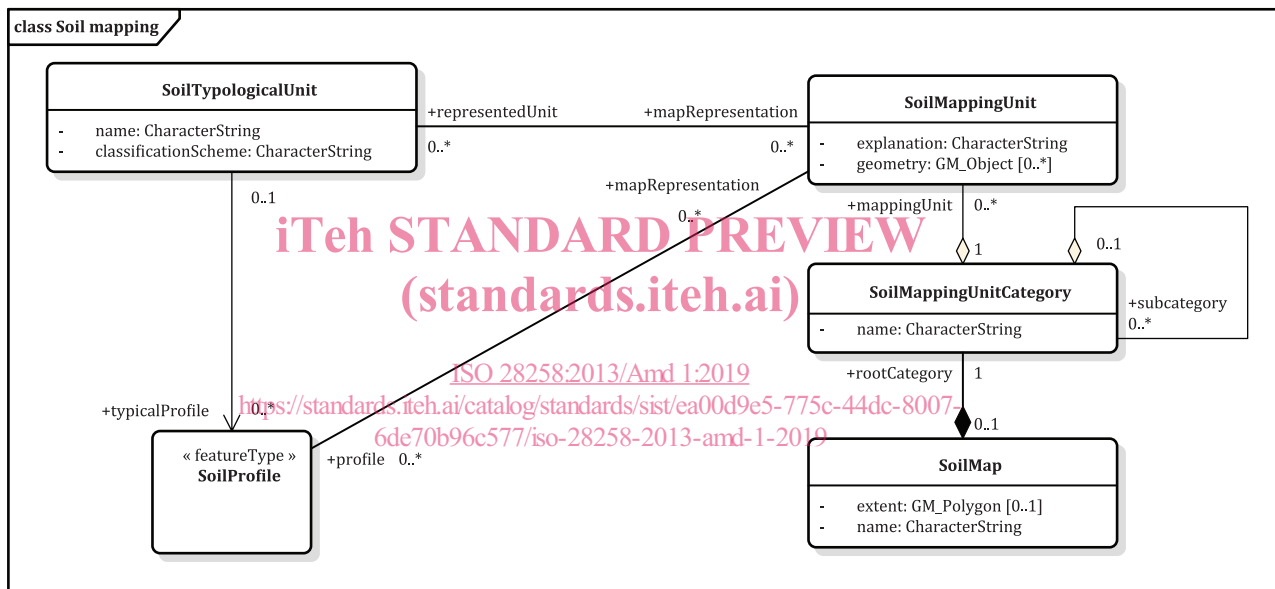 class Soil mapping
SoilTypologicalUnit
- name: CharacterString
- classificationScheme: CharacterString
+representedUnit
0..*
+mapRepresentation
0..*
SoilMappingUnit
- explanation: CharacterString
- geometry: GM_Object [0..*]
+mapRepresentation
0..*
0..1
+mappingUnit
0..*
1
0..1
+subcategory
0..*
iTeh STANDARD PREVIEW
(standards.iteh.ai)
SoilMappingUnitCategory
- name: CharacterString
ISO 28258:2013/Amd 1:2019
https://standards.iteh.ai/catalog/standards/sist/ea00d9e5-775c-44dc-8007-
6de70b96c577/iso-28258-2013-amd-1-2019
+rootCategory
1
0..1
+typicalProfile
0..*
« featureType »
SoilProfile
+profile
0..*
SoilMap
- extent: GM_Polygon [0..1]
- name: CharacterString